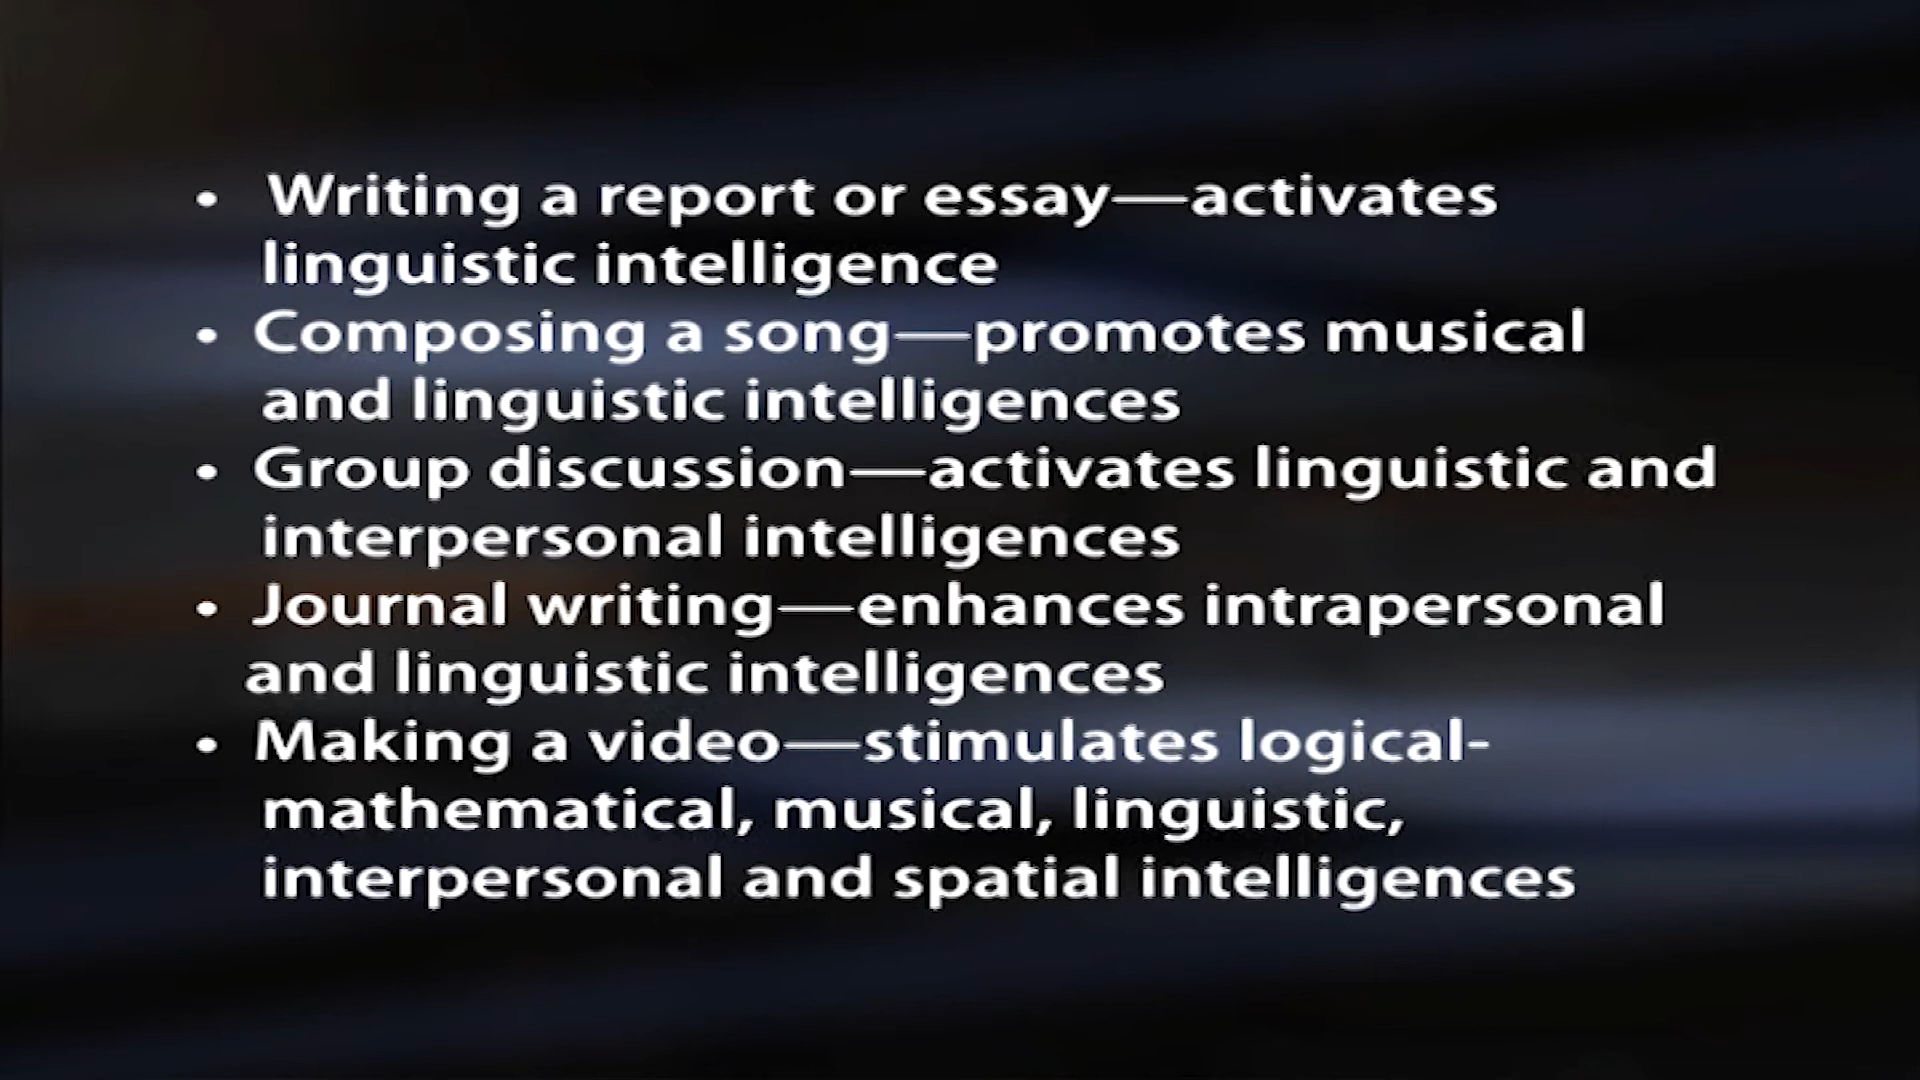 • Writing a report or essay—activates
linguistic intelligence
• Composing a song—promotes musical
and linguistic intelligences
• Group discussion—activates linguistic and
interpersonal intelligences
• Journal writing—enhances intrapersonal
and linguistic intelligences
• Making a video—stimulates logical-
mathematical, musical, linguistic,
interpersonal and spatial intelligences